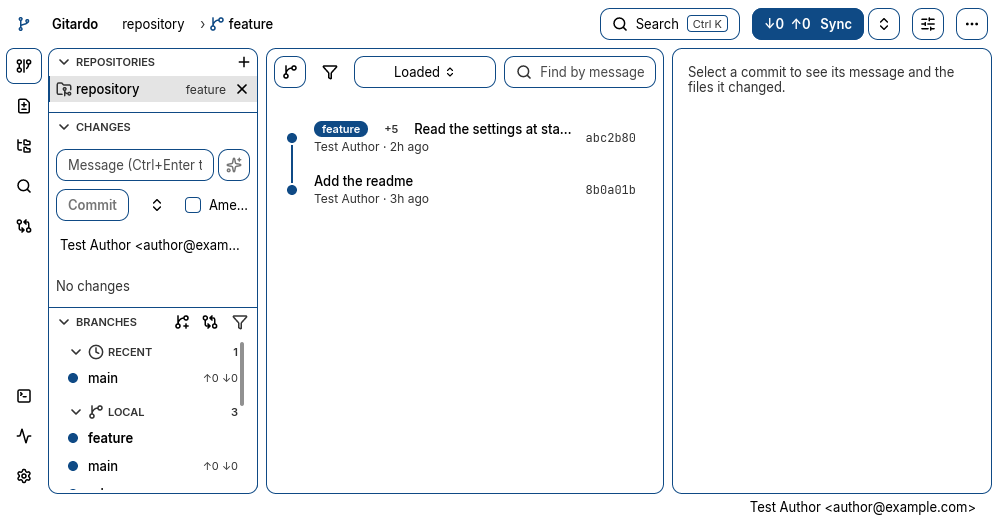 Gitardo
repository › feature
Search Ctrl K
↓0 ↑0 Sync
REPOSITORIES
repository feature
CHANGES
Message (Ctrl+Enter t
Commit
Ame...
Test Author <author@exam...
No changes
BRANCHES
RECENT 1
main ↑0 ↓0
LOCAL 3
feature
main ↑0 ↓0
Loaded
Find by message
feature +5 Read the settings at sta... abc2b80
Test Author · 2h ago
Add the readme 8b0a01b
Test Author · 3h ago
Select a commit to see its message and the
files it changed.
Test Author <author@example.com>